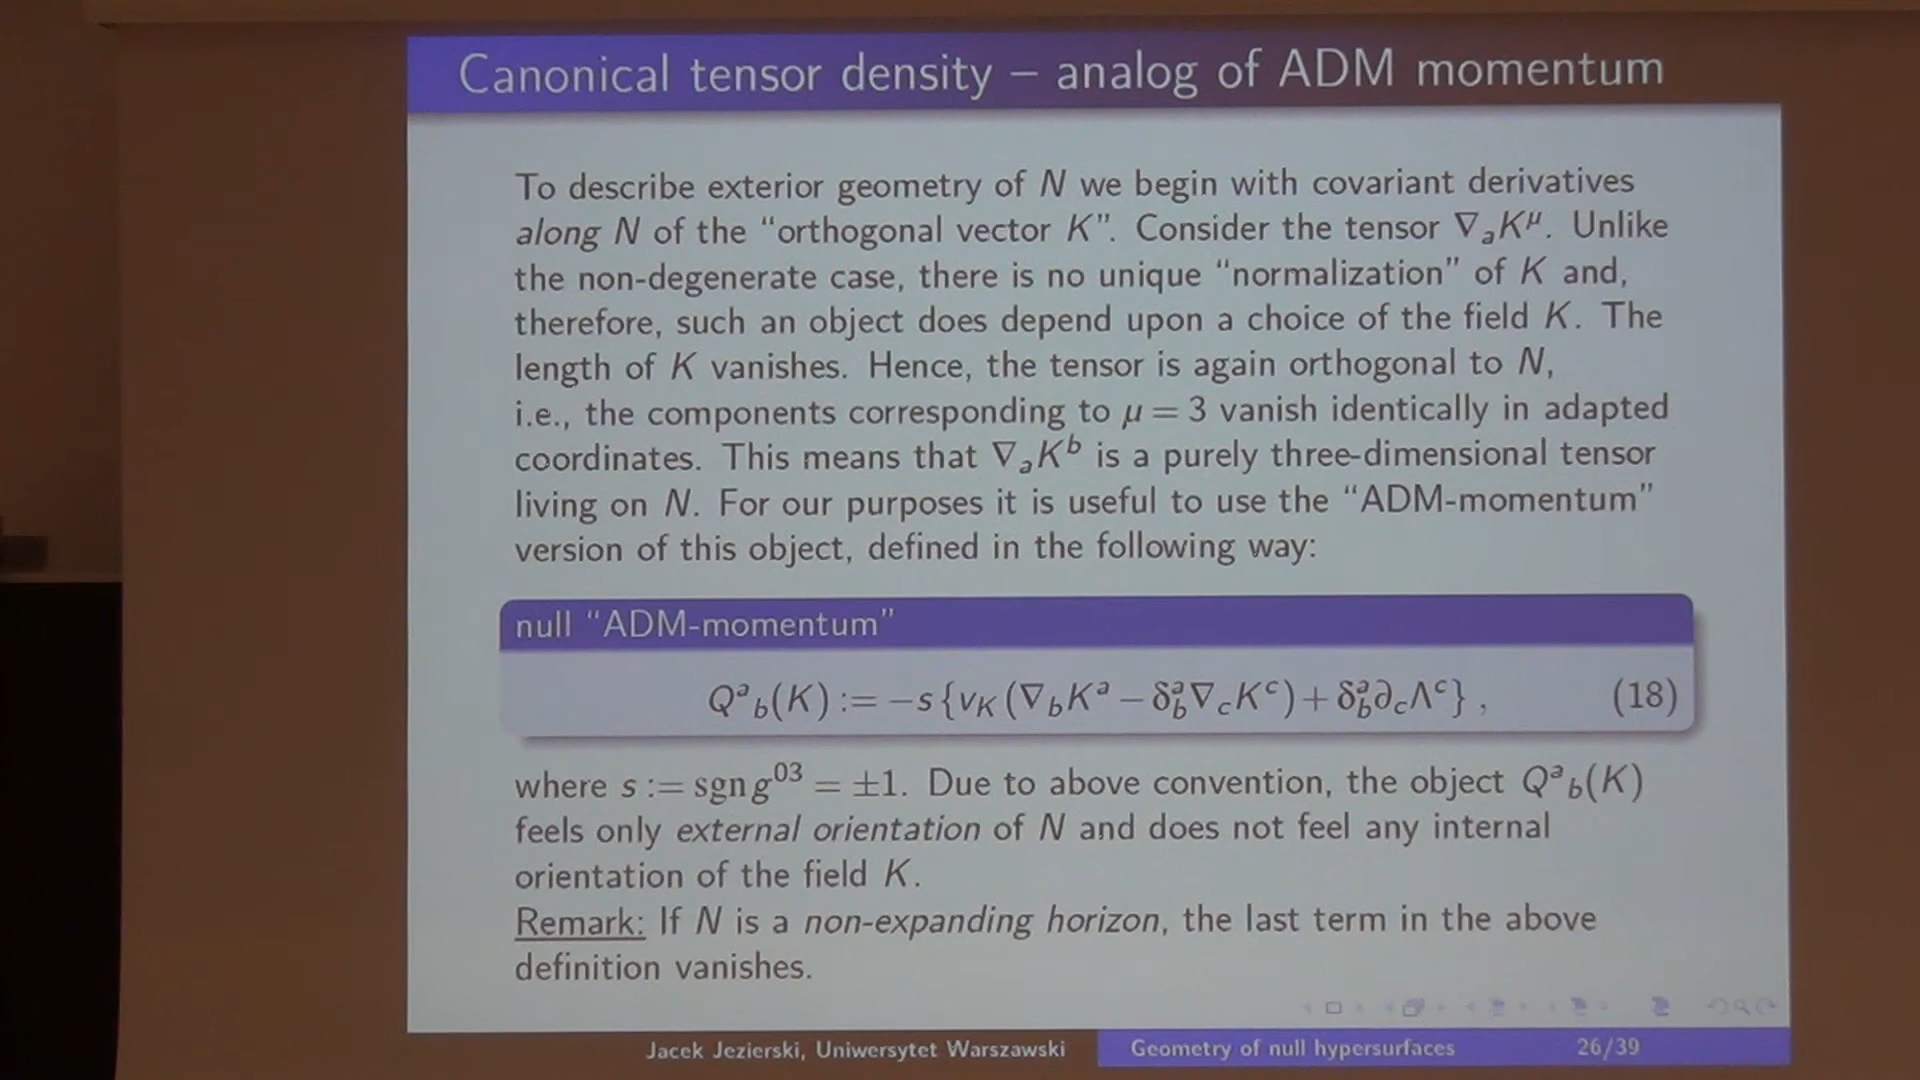 Canonical tensor density – analog of ADM momentum
To describe exterior geometry of N we begin with covariant derivatives
along N of the “orthogonal vector K”. Consider the tensor ∇ₐK^μ. Unlike
the non-degenerate case, there is no unique “normalization” of K and,
therefore, such an object does depend upon a choice of the field K. The
length of K vanishes. Hence, the tensor is again orthogonal to N,
i.e., the components corresponding to μ = 3 vanish identically in adapted
coordinates. This means that ∇ₐK^b is a purely three-dimensional tensor
living on N. For our purposes it is useful to use the “ADM-momentum”
version of this object, defined in the following way:
null “ADM-momentum”
Q^a_b(K) := −s {v_K (∇_b K^a − δ^a_b ∇_c K^c) + δ^a_b ∂_c Λ^c} , (18)
where s := sgn g^03 = ±1. Due to above convention, the object Q^a_b(K)
feels only external orientation of N and does not feel any internal
orientation of the field K.
Remark: If N is a non-expanding horizon, the last term in the above
definition vanishes.
Jacek Jezierski, Uniwersytet Warszawski Geometry of null hypersurfaces 26/39